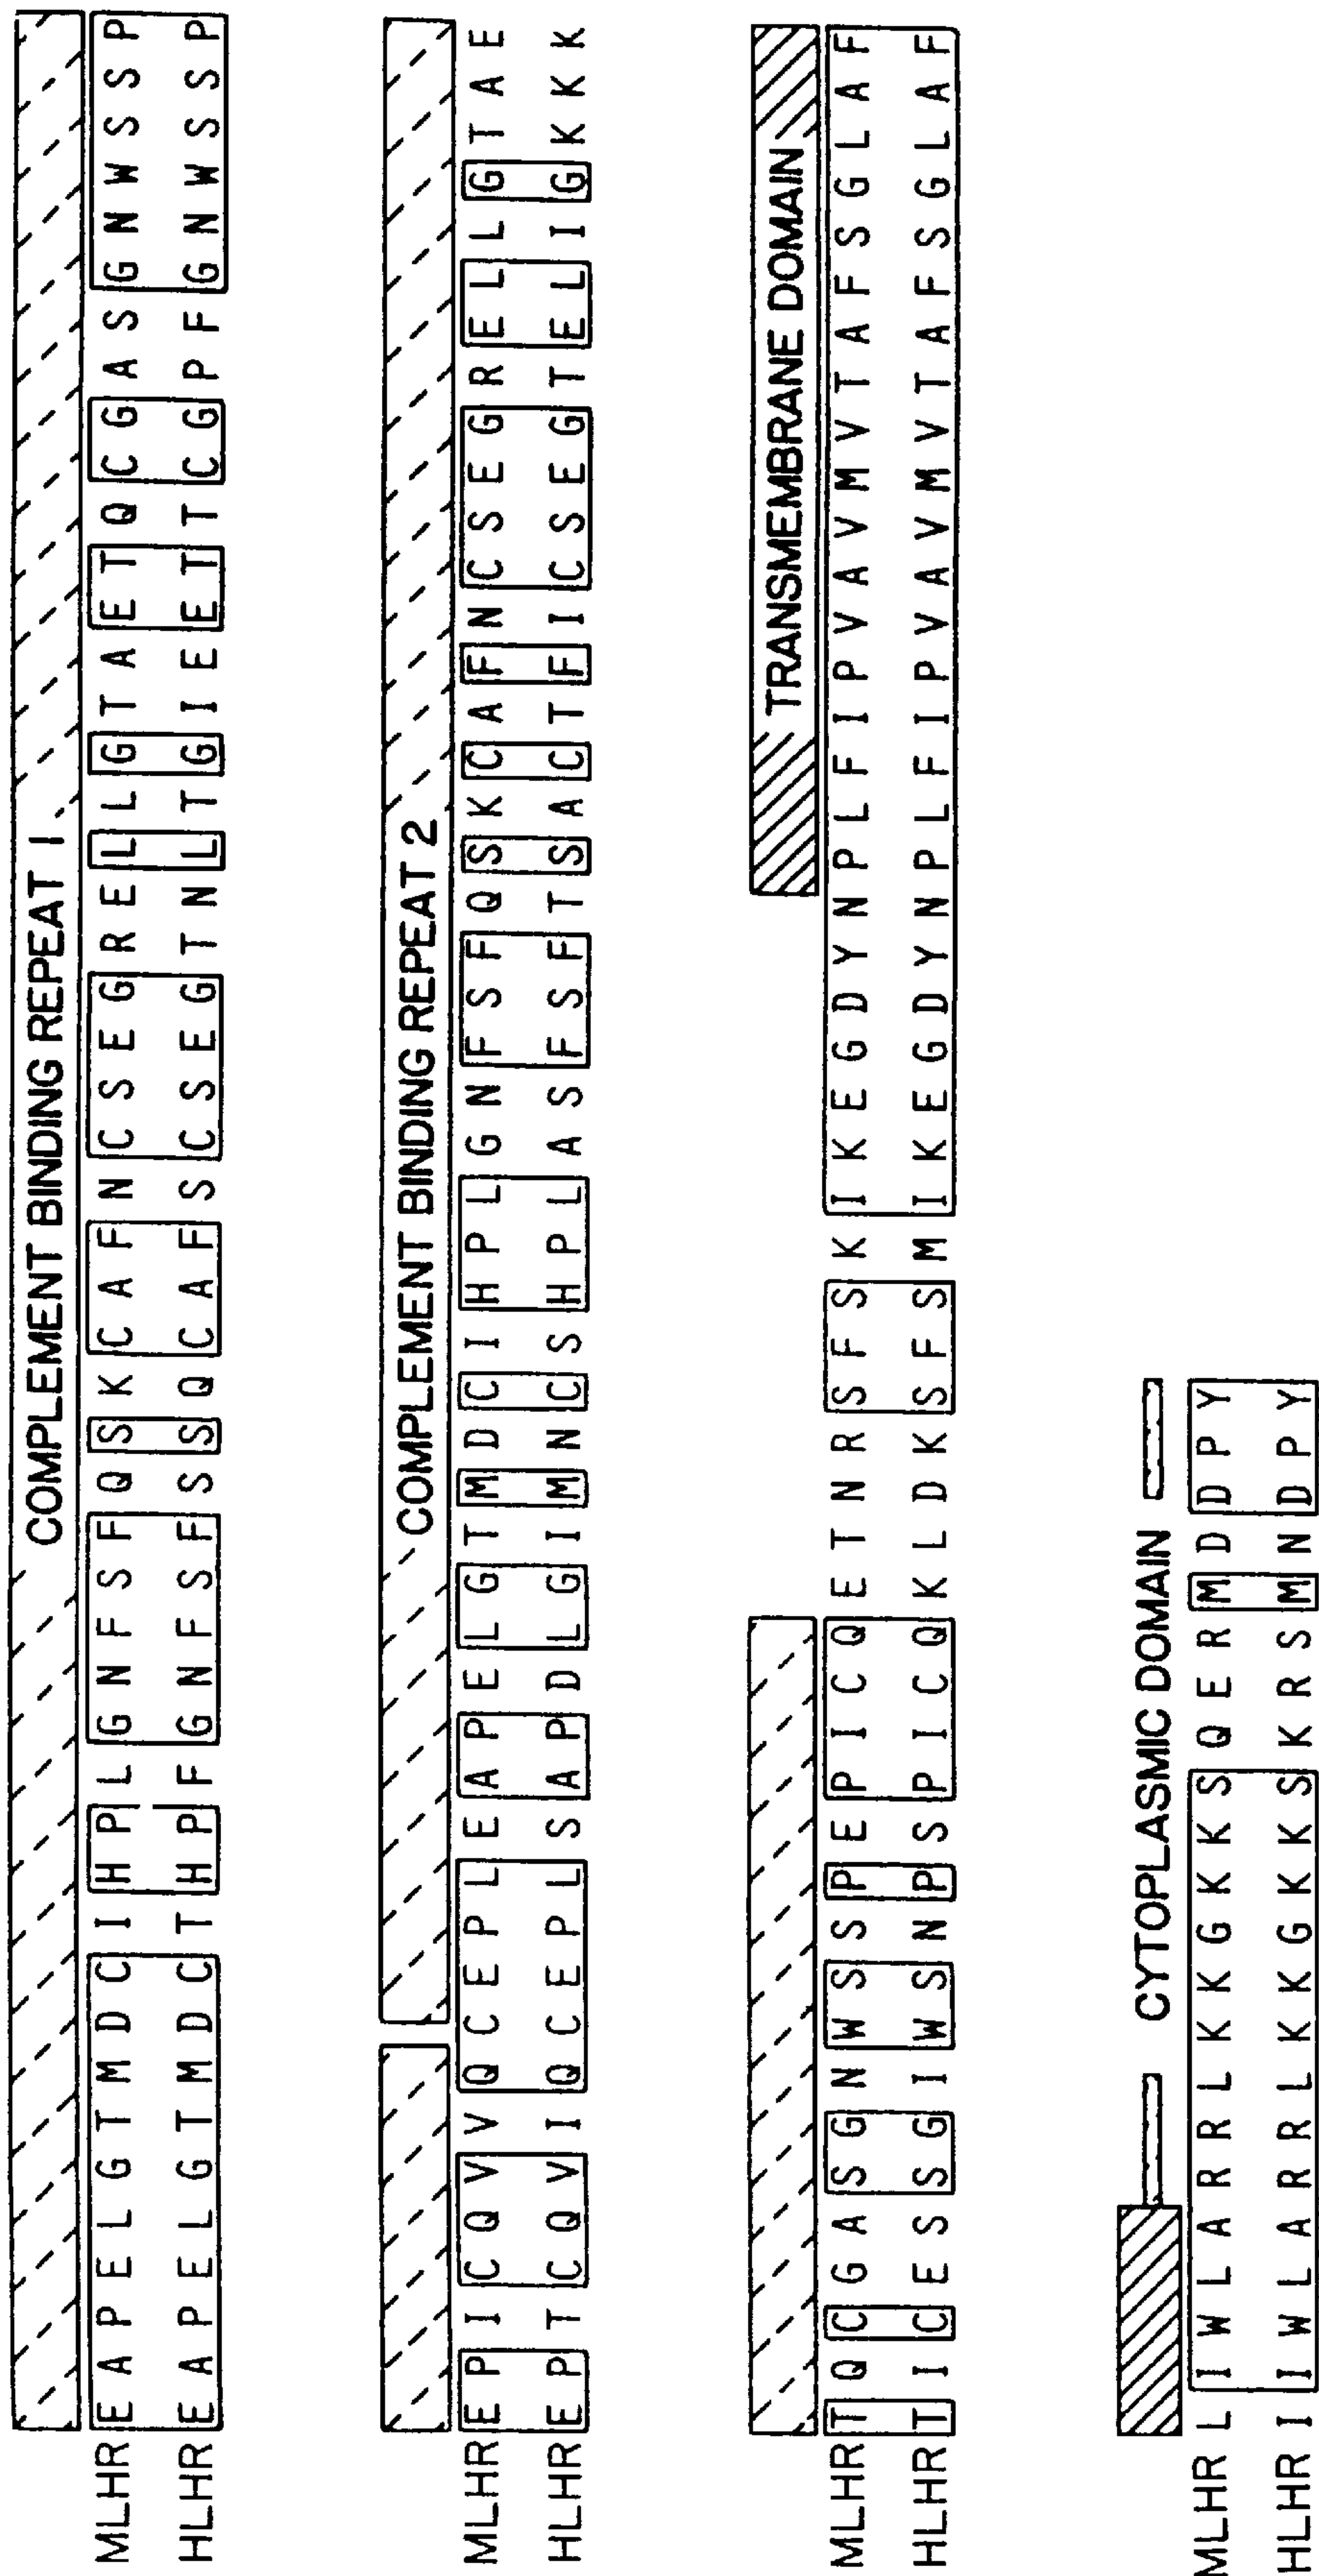 COMPLEMENT BINDING REPEAT 1
MLHR E A P E L G T M D C I H P L G N F S F Q S K C A F N C S E G R E L L G T A E T Q C G A S G N W S S P
HLHR E A P E L G T M D C T H P F G N F S F S S Q C A F S C S E G T N L T G I E E T T C G P F G N W S S P
COMPLEMENT BINDING REPEAT 2
MLHR E P I C Q V V Q C E P L E A P E L G T M D C I H P L G N F S F Q S K C A F N C S E G R E L L G T A E
HLHR E P T C Q V I Q C E P L S A P D L G I M N C S H P L A S F S F T S A C T F I C S E G T E L I G K K K
TRANSMEMBRANE DOMAIN
MLHR T Q C G A S G N W S S P E P I C Q E T N R S F S K I K E G D Y N P L F I P V A V M V T A F S G L A F
HLHR T I C E S S G I W S N P S P I C Q K L D K S F S M I K E G D Y N P L F I P V A V M V T A F S G L A F
CYTOPLASMIC DOMAIN
MLHR L I W L A R R L K K G K K S Q E R M D D P Y
HLHR I I W L A R R L K K G K K S K R S M N D P Y